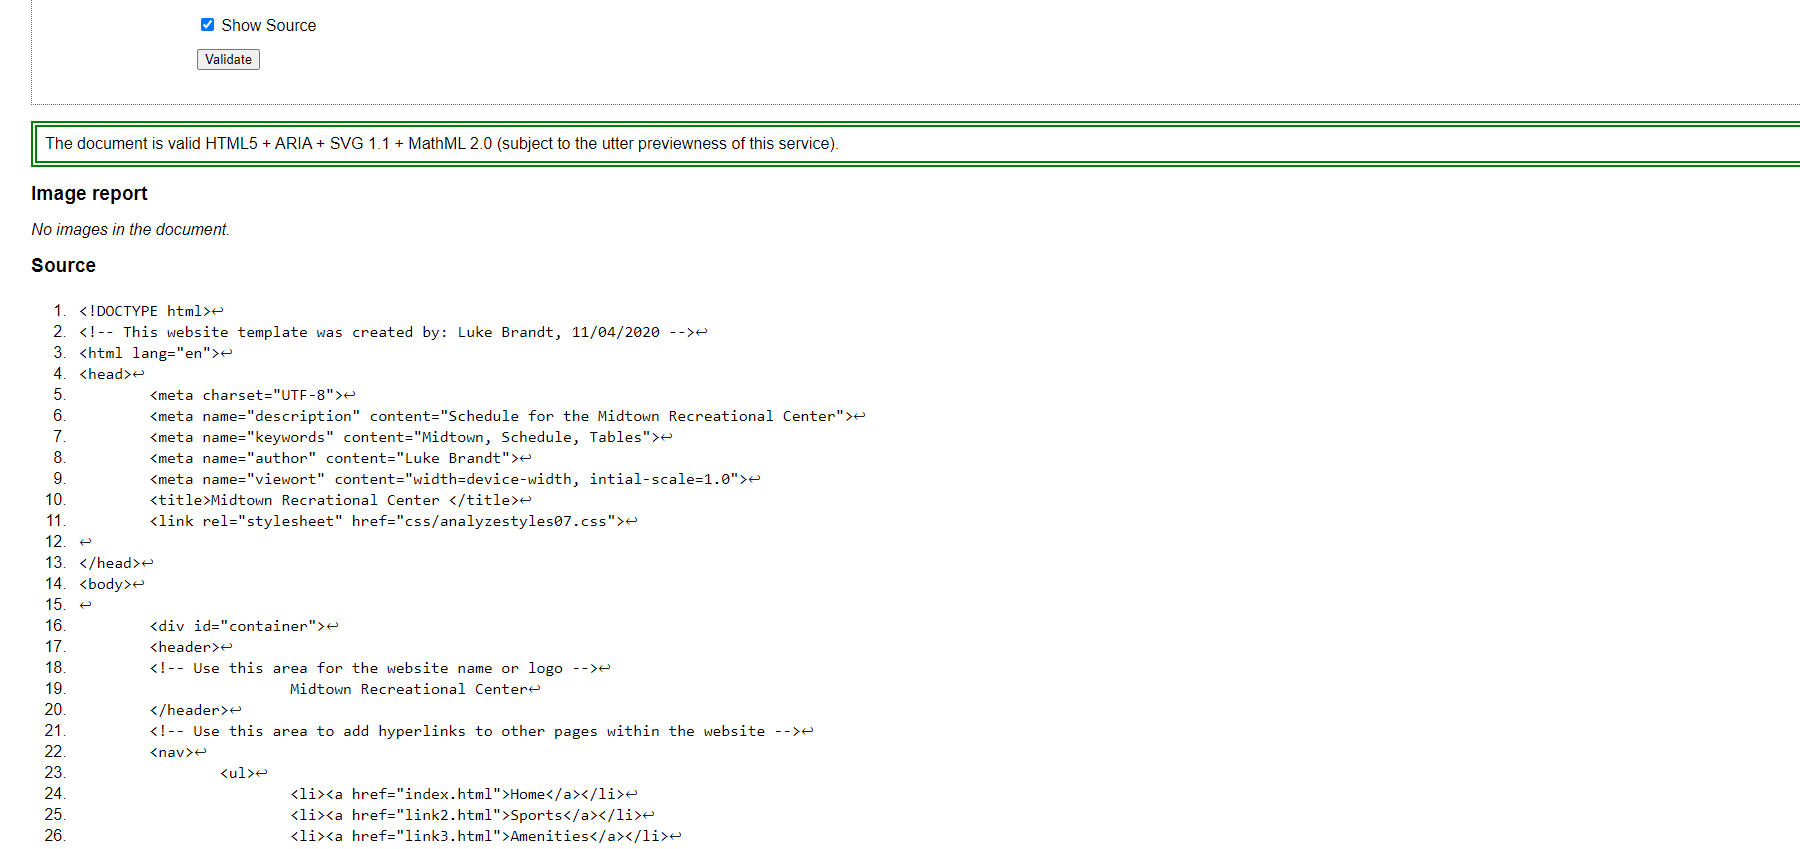 Show Source
Validate
The document is valid HTML5 + ARIA + SVG 1.1 + MathML 2.0 (subject to the utter previewness of this service).
Image report
No images in the document.
Source
1. <!DOCTYPE html>↩
2. <!-- This website template was created by: Luke Brandt, 11/04/2020 -->↩
3. <html lang="en">↩
4. <head>↩
5. <meta charset="UTF-8">↩
6. <meta name="description" content="Schedule for the Midtown Recreational Center">↩
7. <meta name="keywords" content="Midtown, Schedule, Tables">↩
8. <meta name="author" content="Luke Brandt">↩
9. <meta name="viewort" content="width=device-width, intial-scale=1.0">↩
10. <title>Midtown Recrational Center </title>↩
11. <link rel="stylesheet" href="css/analyzestyles07.css">↩
12. ↩
13. </head>↩
14. <body>↩
15. ↩
16. <div id="container">↩
17. <header>↩
18. <!-- Use this area for the website name or logo -->↩
19. Midtown Recreational Center↩
20. </header>↩
21. <!-- Use this area to add hyperlinks to other pages within the website -->↩
22. <nav>↩
23. <ul>↩
24. <li><a href="index.html">Home</a></li>↩
25. <li><a href="link2.html">Sports</a></li>↩
26. <li><a href="link3.html">Amenities</a></li>↩